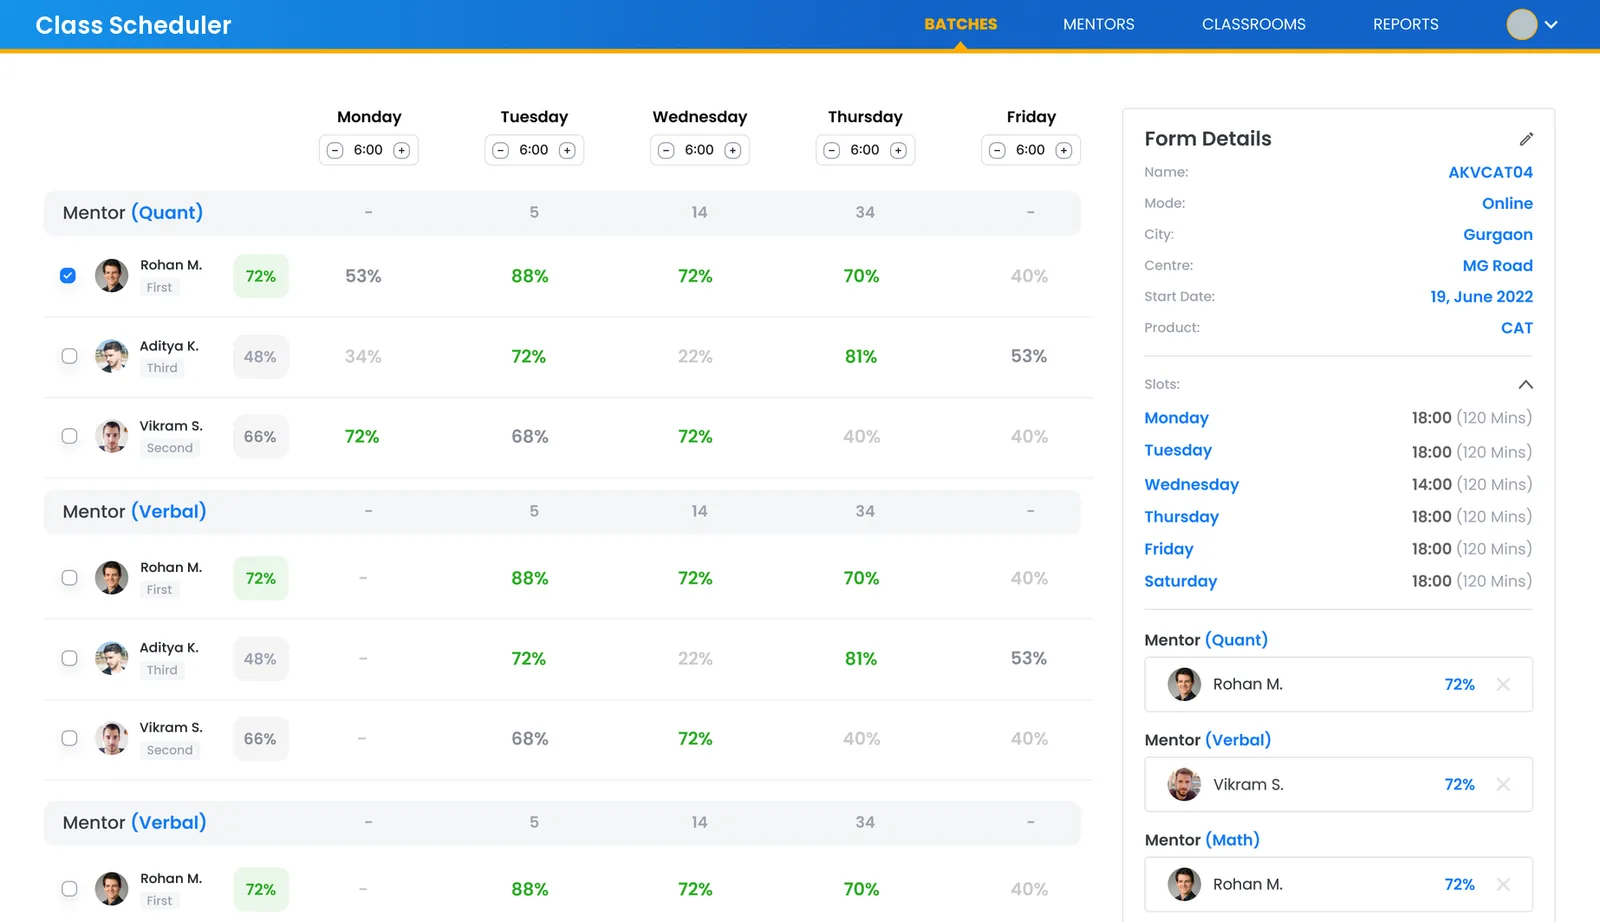 Class Scheduler
BATCHES MENTORS CLASSROOMS REPORTS
Monday Tuesday Wednesday Thursday Friday
6:00 6:00 6:00 6:00 6:00
Mentor (Quant) - 5 14 34 -
Rohan M.
First
72% 53% 88% 72% 70% 40%
Aditya K.
Third
48% 34% 72% 22% 81% 53%
Vikram S.
Second
66% 72% 68% 72% 40% 40%
Mentor (Verbal) - 5 14 34 -
Rohan M.
First
72% - 88% 72% 70% 40%
Aditya K.
Third
48% - 72% 22% 81% 53%
Vikram S.
Second
66% - 68% 72% 40% 40%
Mentor (Verbal) - 5 14 34 -
Rohan M.
First
72% - 88% 72% 70% 40%
Form Details
Name: AKVCAT04
Mode: Online
City: Gurgaon
Centre: MG Road
Start Date: 19, June 2022
Product: CAT
Slots:
Monday 18:00 (120 Mins)
Tuesday 18:00 (120 Mins)
Wednesday 14:00 (120 Mins)
Thursday 18:00 (120 Mins)
Friday 18:00 (120 Mins)
Saturday 18:00 (120 Mins)
Mentor (Quant)
Rohan M. 72%
Mentor (Verbal)
Vikram S. 72%
Mentor (Math)
Rohan M. 72%